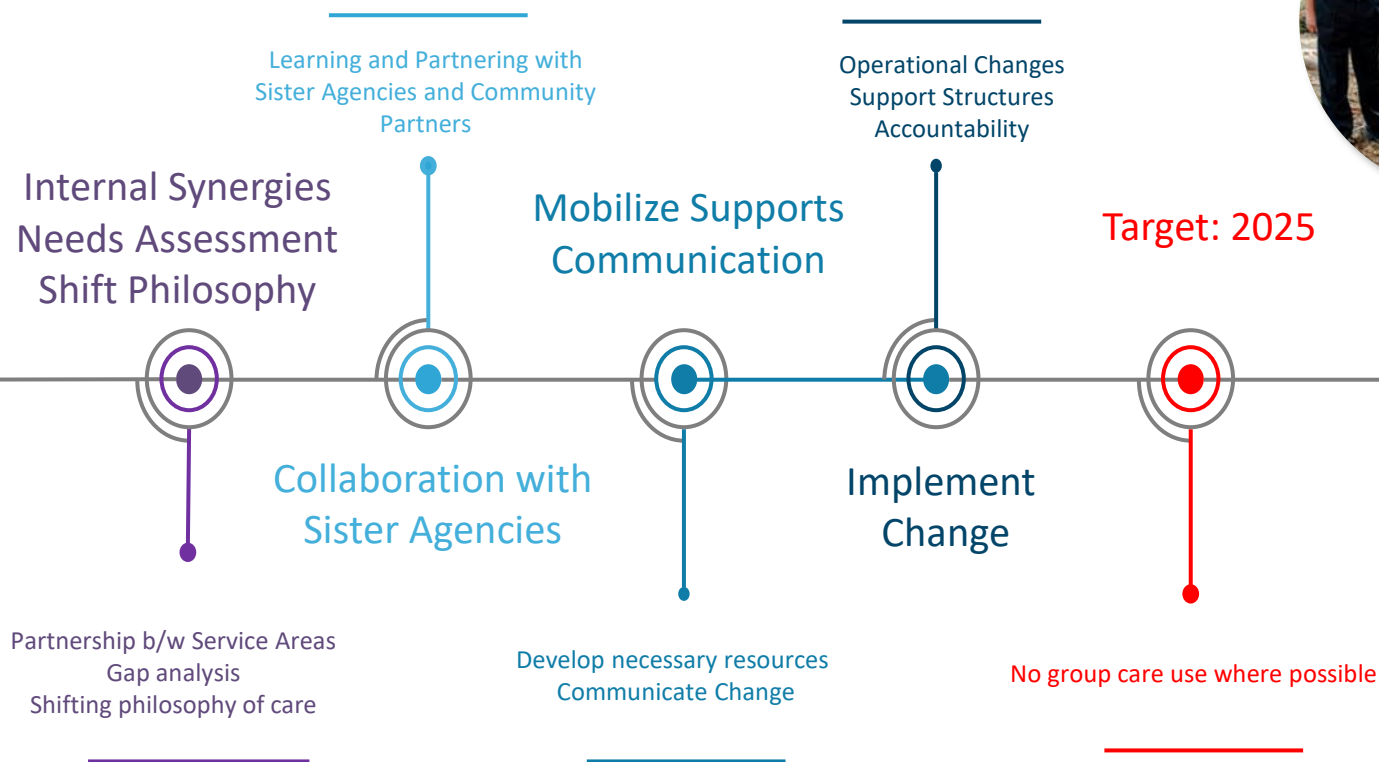 Learning and Partnering with
Sister Agencies and Community
Partners
Operational Changes
Support Structures
Accountability
Internal Synergies
Needs Assessment
Shift Philosophy
Mobilize Supports
Communication
Target: 2025
Collaboration with
Sister Agencies
Implement
Change
Partnership b/w Service Areas
Gap analysis
Shifting philosophy of care
Develop necessary resources
Communicate Change
No group care use where possible